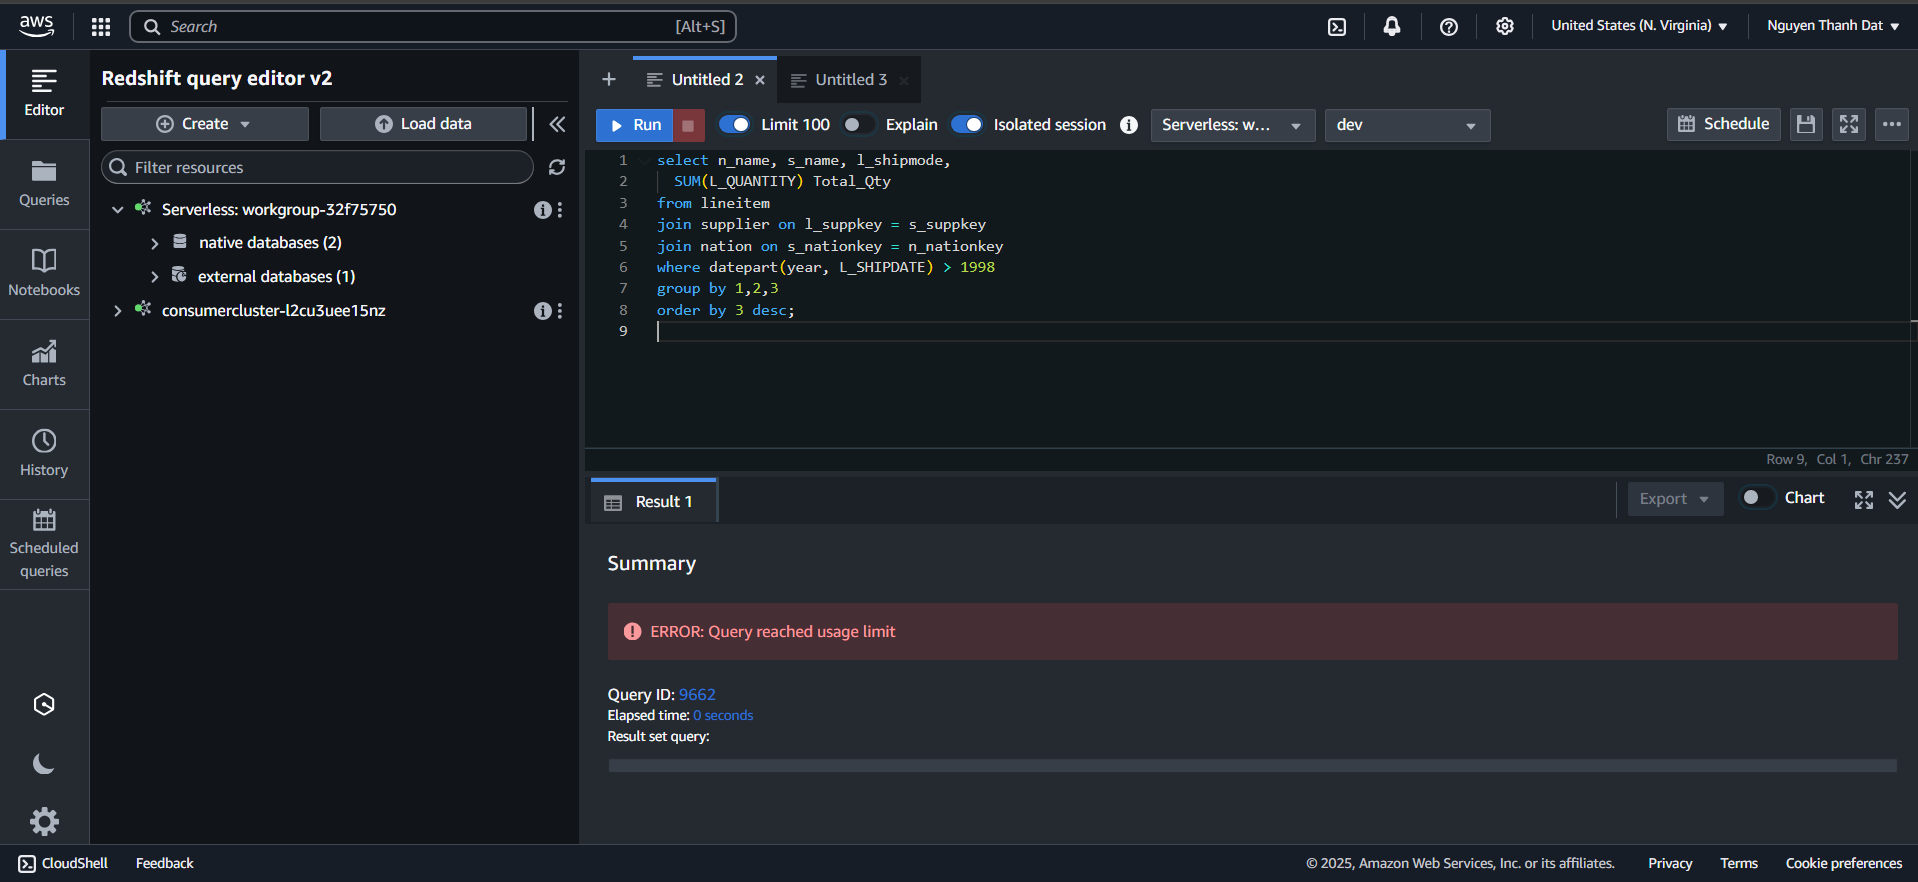 aws
Search
[Alt+S]
United States (N. Virginia)
Nguyen Thanh Dat
Editor
Queries
Notebooks
Charts
History
Scheduled
queries
Redshift query editor v2
Create
Load data
Filter resources
Serverless: workgroup-32f75750
native databases (2)
external databases (1)
consumercluster-l2cu3uee15nz
Untitled 2
Untitled 3
Run
Limit 100
Explain
Isolated session
Serverless: w...
dev
Schedule
1 select n_name, s_name, l_shipmode,
2 SUM(L_QUANTITY) Total_Qty
3 from lineitem
4 join supplier on l_suppkey = s_suppkey
5 join nation on s_nationkey = n_nationkey
6 where datepart(year, L_SHIPDATE) > 1998
7 group by 1,2,3
8 order by 3 desc;
9
Row 9, Col 1, Chr 237
Result 1
Export
Chart
Summary
ERROR: Query reached usage limit
Query ID: 9662
Elapsed time: 0 seconds
Result set query:
CloudShell
Feedback
© 2025, Amazon Web Services, Inc. or its affiliates.
Privacy
Terms
Cookie preferences